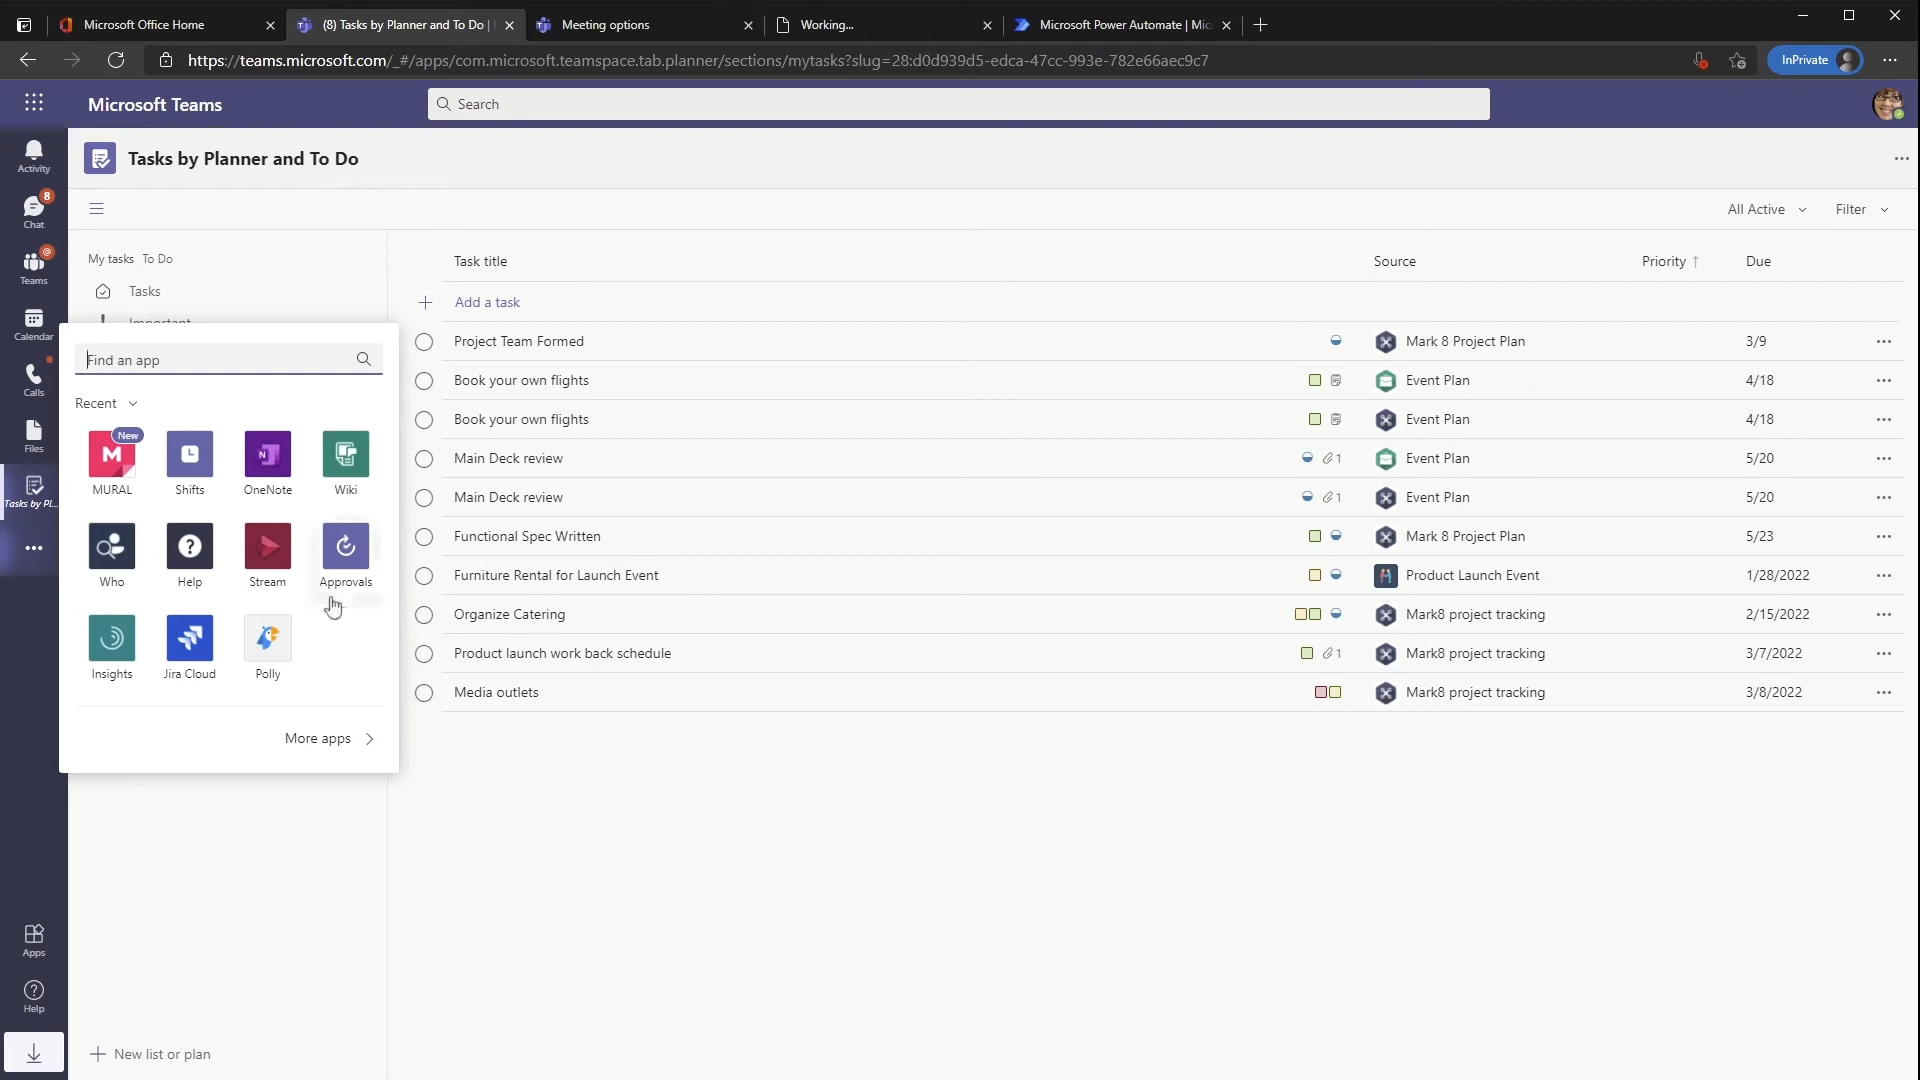 Microsoft Office Home
(8) Tasks by Planner and To Do |
Meeting options
Working...
Microsoft Power Automate | Mic
https://teams.microsoft.com/_#/apps/com.microsoft.teamspace.tab.planner/sections/mytasks?slug=28:d0d939d5-edca-47cc-993e-782e66aec9c7
InPrivate
Microsoft Teams
Search
Activity
8
Chat
@
Teams
Calendar
Calls
Files
Tasks by Pl...
Apps
Help
Tasks by Planner and To Do
All Active
Filter
My tasks To Do
Tasks
Important
Find an app
Recent
New
MURAL Shifts OneNote Wiki
Who Help Stream Approvals
Insights Jira Cloud Polly
More apps
New list or plan
Task title Source Priority ↑ Due
Add a task
Project Team Formed Mark 8 Project Plan 3/9
Book your own flights Event Plan 4/18
Book your own flights Event Plan 4/18
Main Deck review 1 Event Plan 5/20
Main Deck review 1 Event Plan 5/20
Functional Spec Written Mark 8 Project Plan 5/23
Furniture Rental for Launch Event Product Launch Event 1/28/2022
Organize Catering Mark8 project tracking 2/15/2022
Product launch work back schedule 1 Mark8 project tracking 3/7/2022
Media outlets Mark8 project tracking 3/8/2022